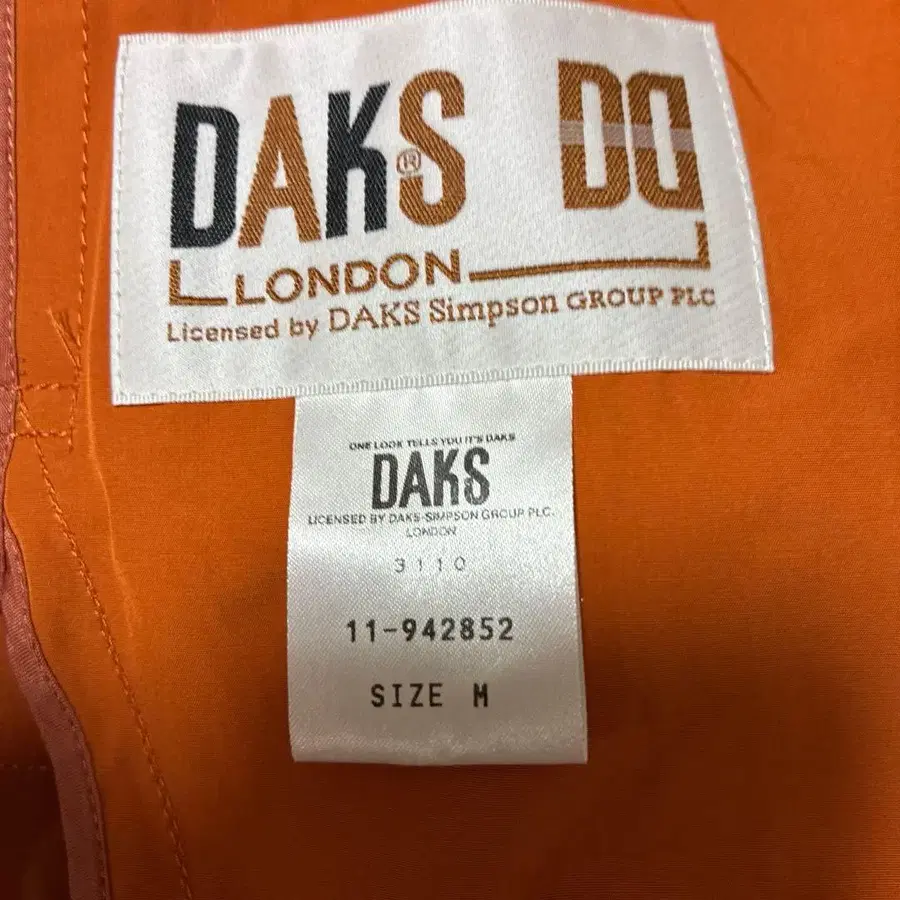 DAKS® DD
LONDON
Licensed by DAKS Simpson GROUP PLC
ONE LOOK TELLS YOU IT'S DAKS
DAKS
LICENSED BY DAKS-SIMPSON GROUP PLC.
LONDON
3110
11-942852
SIZE M